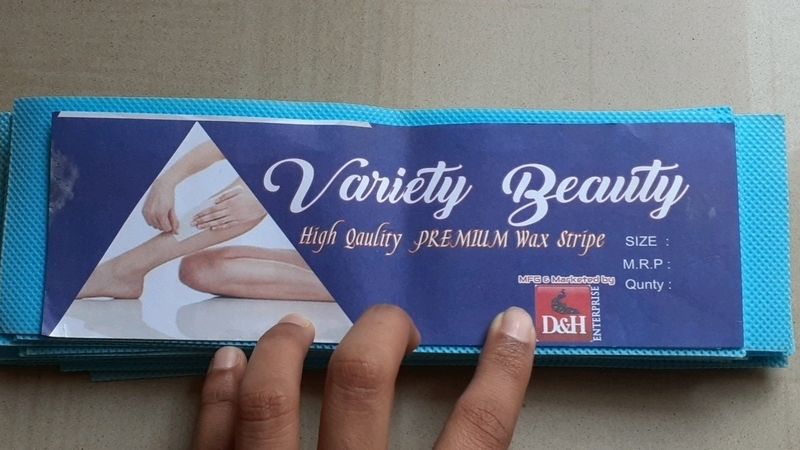 Variety Beauty
High Qaulity PREMIUM Wax Stripe
SIZE :
M.R.P :
Qunty :
MFG & Marketed by
D&H
ENTERPRISE